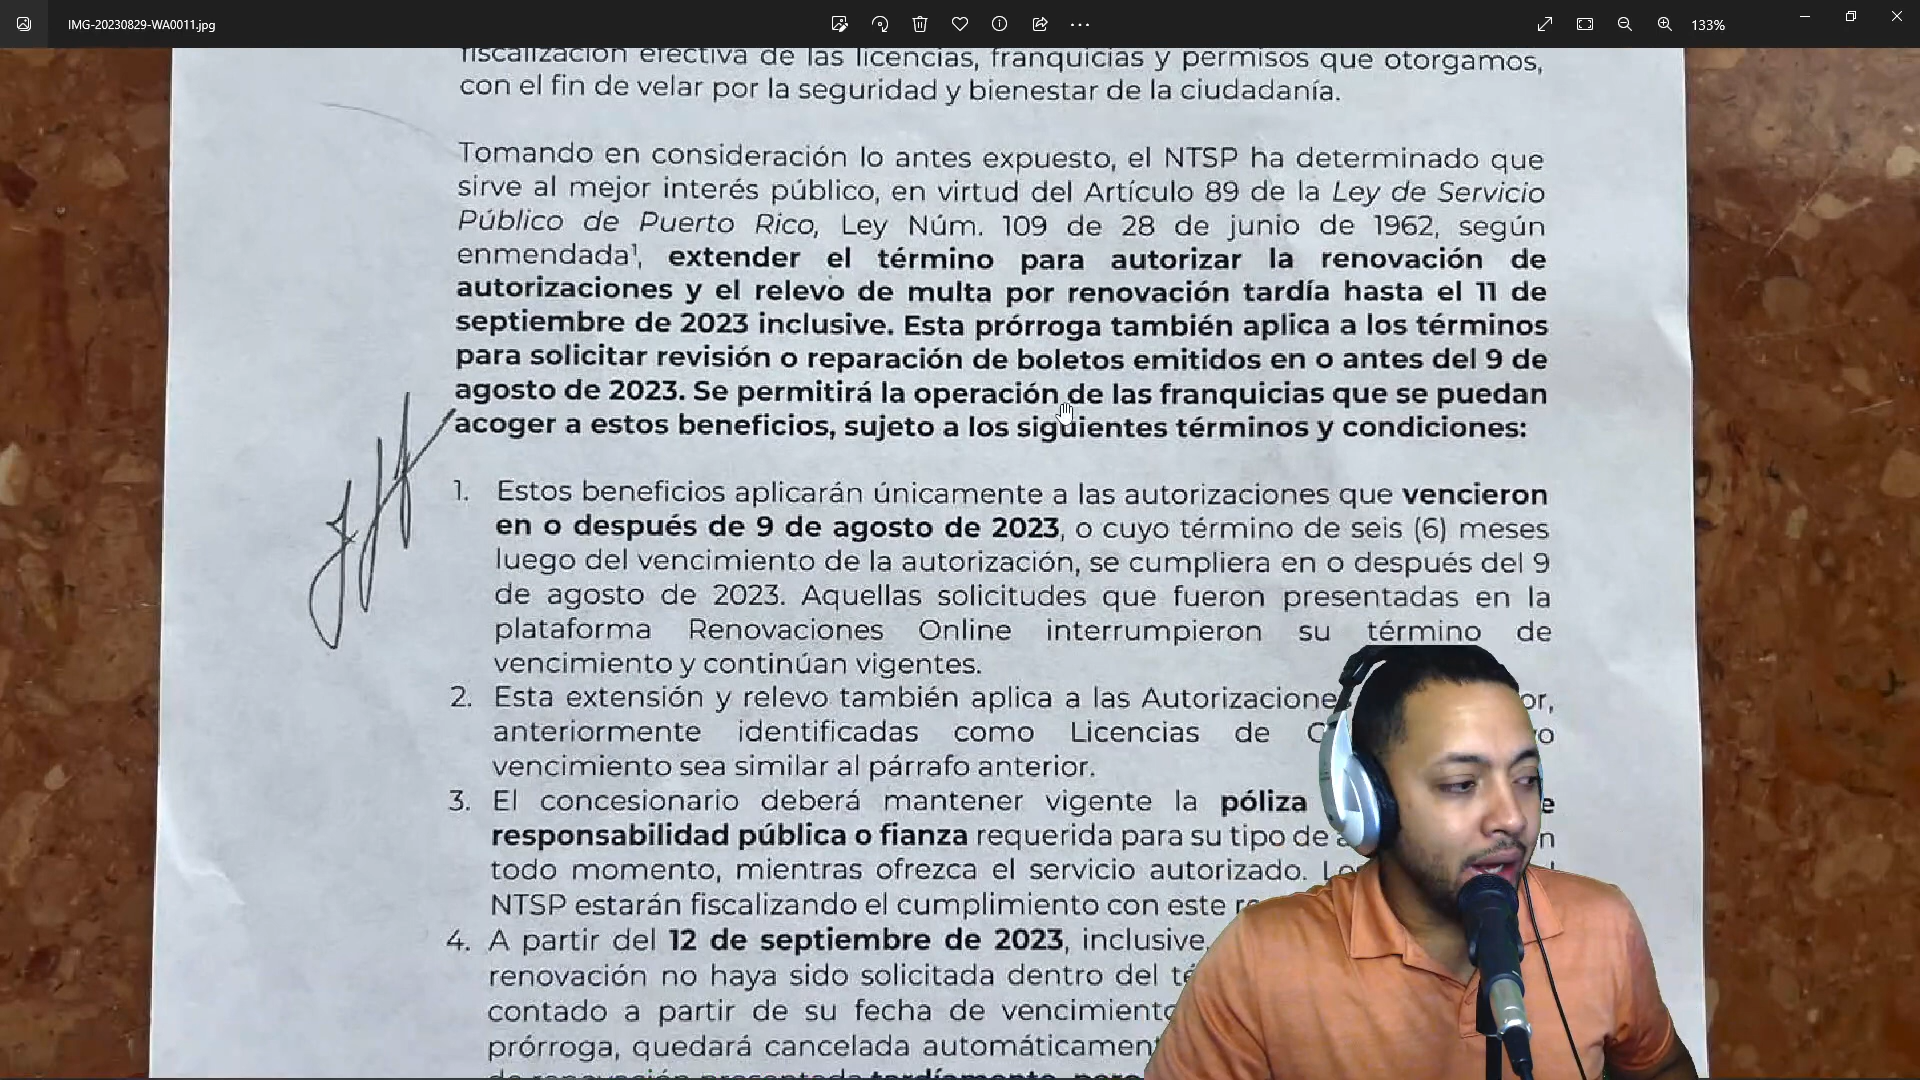 IMG-20230829-WA0011.jpg
133%
fiscalización efectiva de las licencias, franquicias y permisos que otorgamos,
con el fin de velar por la seguridad y bienestar de la ciudadanía.
Tomando en consideración lo antes expuesto, el NTSP ha determinado que
sirve al mejor interés público, en virtud del Artículo 89 de la Ley de Servicio
Público de Puerto Rico, Ley Núm. 109 de 28 de junio de 1962, según
enmendada¹, extender el término para autorizar la renovación de
autorizaciones y el relevo de multa por renovación tardía hasta el 11 de
septiembre de 2023 inclusive. Esta prórroga también aplica a los términos
para solicitar revisión o reparación de boletos emitidos en o antes del 9 de
agosto de 2023. Se permitirá la operación de las franquicias que se puedan
acoger a estos beneficios, sujeto a los siguientes términos y condiciones:
1. Estos beneficios aplicarán únicamente a las autorizaciones que vencieron
en o después de 9 de agosto de 2023, o cuyo término de seis (6) meses
luego del vencimiento de la autorización, se cumpliera en o después del 9
de agosto de 2023. Aquellas solicitudes que fueron presentadas en la
plataforma Renovaciones Online interrumpieron su término de
vencimiento y continúan vigentes.
2. Esta extensión y relevo también aplica a las Autorizaciones
anteriormente identificadas como Licencias de
vencimiento sea similar al párrafo anterior.
3. El concesionario deberá mantener vigente la póliza
responsabilidad pública o fianza requerida para su tipo de
todo momento, mientras ofrezca el servicio autorizado.
NTSP estarán fiscalizando el cumplimiento con este
4. A partir del 12 de septiembre de 2023, inclusive,
renovación no haya sido solicitada dentro del
contado a partir de su fecha de vencimiento
prórroga, quedará cancelada
de renovación presentada tardíamente,